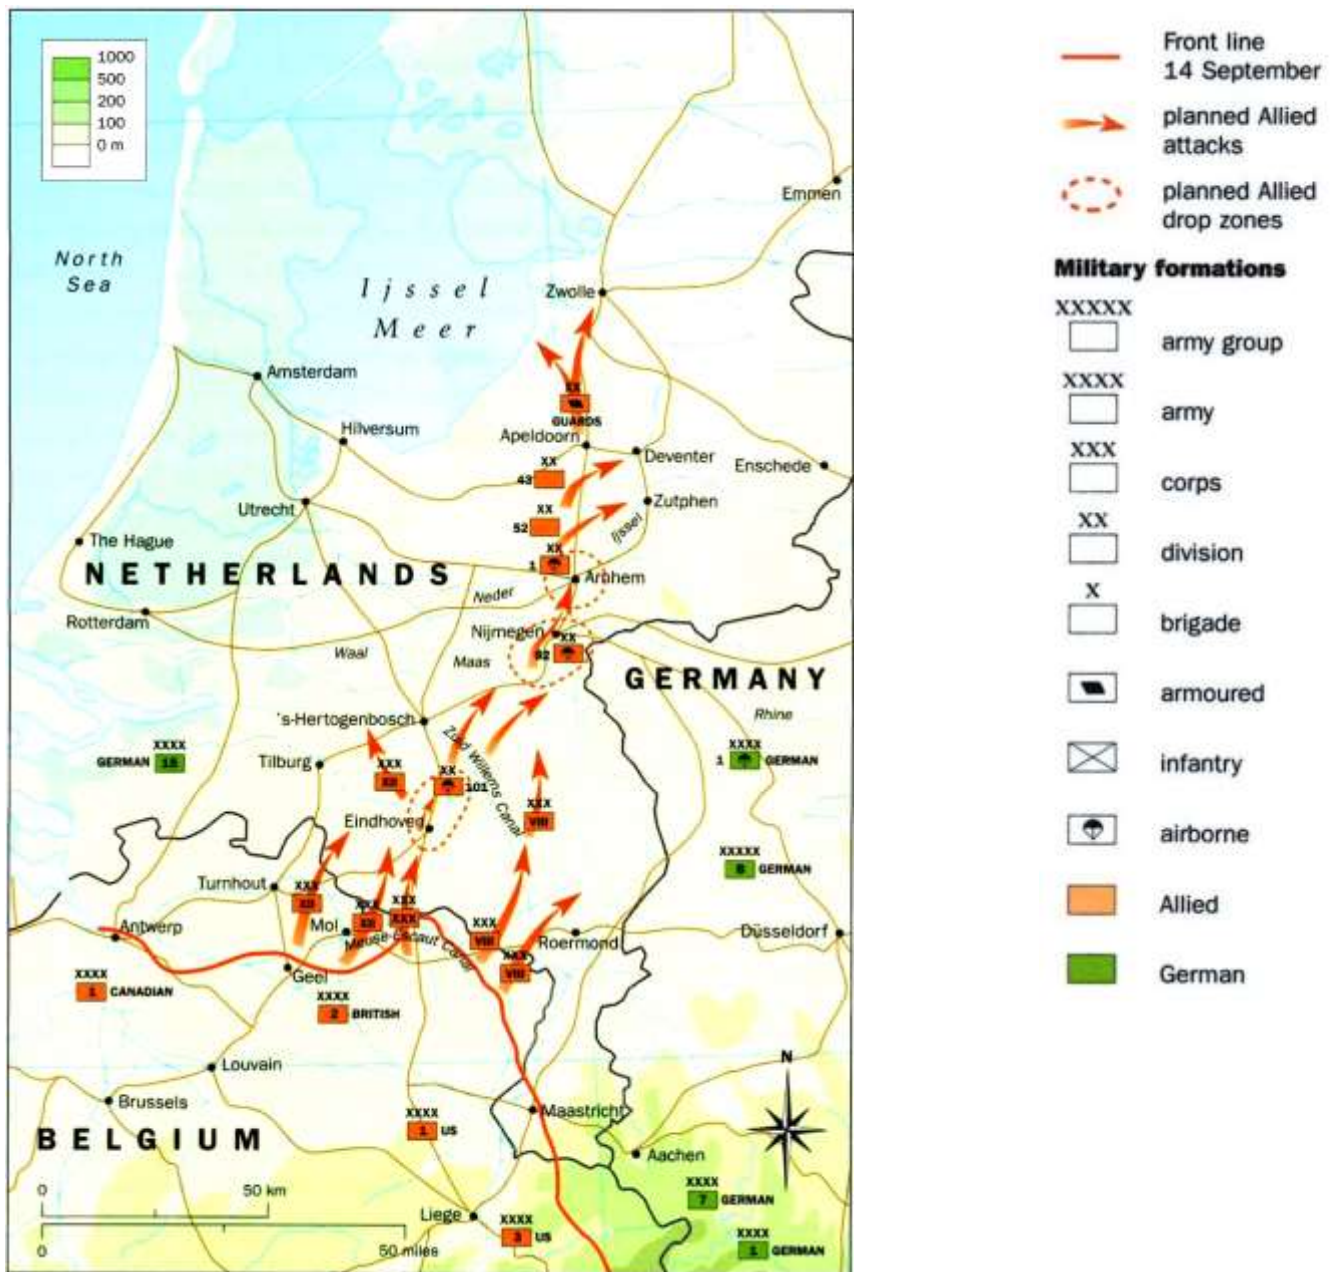 1000
500
200
100
0 m
North
Sea
Ijssel
Meer
Emmen
Zwolle
Amsterdam
Hilversum
XX
GUARDS
Apeldoorn
Deventer
Enschede
XX
43
Utrecht
Zutphen
XX
52
Ijssel
The Hague
XX
1
Arnhem
NETHERLANDS
Neder
Rotterdam
Nijmegen
XX
82
Waal
Maas
GERMANY
Rhine
's-Hertogenbosch
Zuid Willems Canal
XXXX
GERMAN 15
Tilburg
XXX
XII
XX
101
XXXX
1 GERMAN
XXX
VIII
Eindhoven
XXXXX
B GERMAN
Turnhout
XXX
XII
XXX
XII
XXX
XXX
Antwerp
Mol
Meuse-Escaut Canal
XXX
VIII
Roermond
Düsseldorf
XXX
VIII
Geel
XXXX
1 CANADIAN
XXXX
2 BRITISH
Louvain
N
Brussels
Maastricht
XXXX
1 US
BELGIUM
Aachen
XXXX
7 GERMAN
0 50 km
Liege
XXXX
3 US
XXXX
1 GERMAN
0 50 miles
Front line
14 September
planned Allied
attacks
planned Allied
drop zones
Military formations
XXXXX
army group
XXXX
army
XXX
corps
XX
division
X
brigade
armoured
infantry
airborne
Allied
German